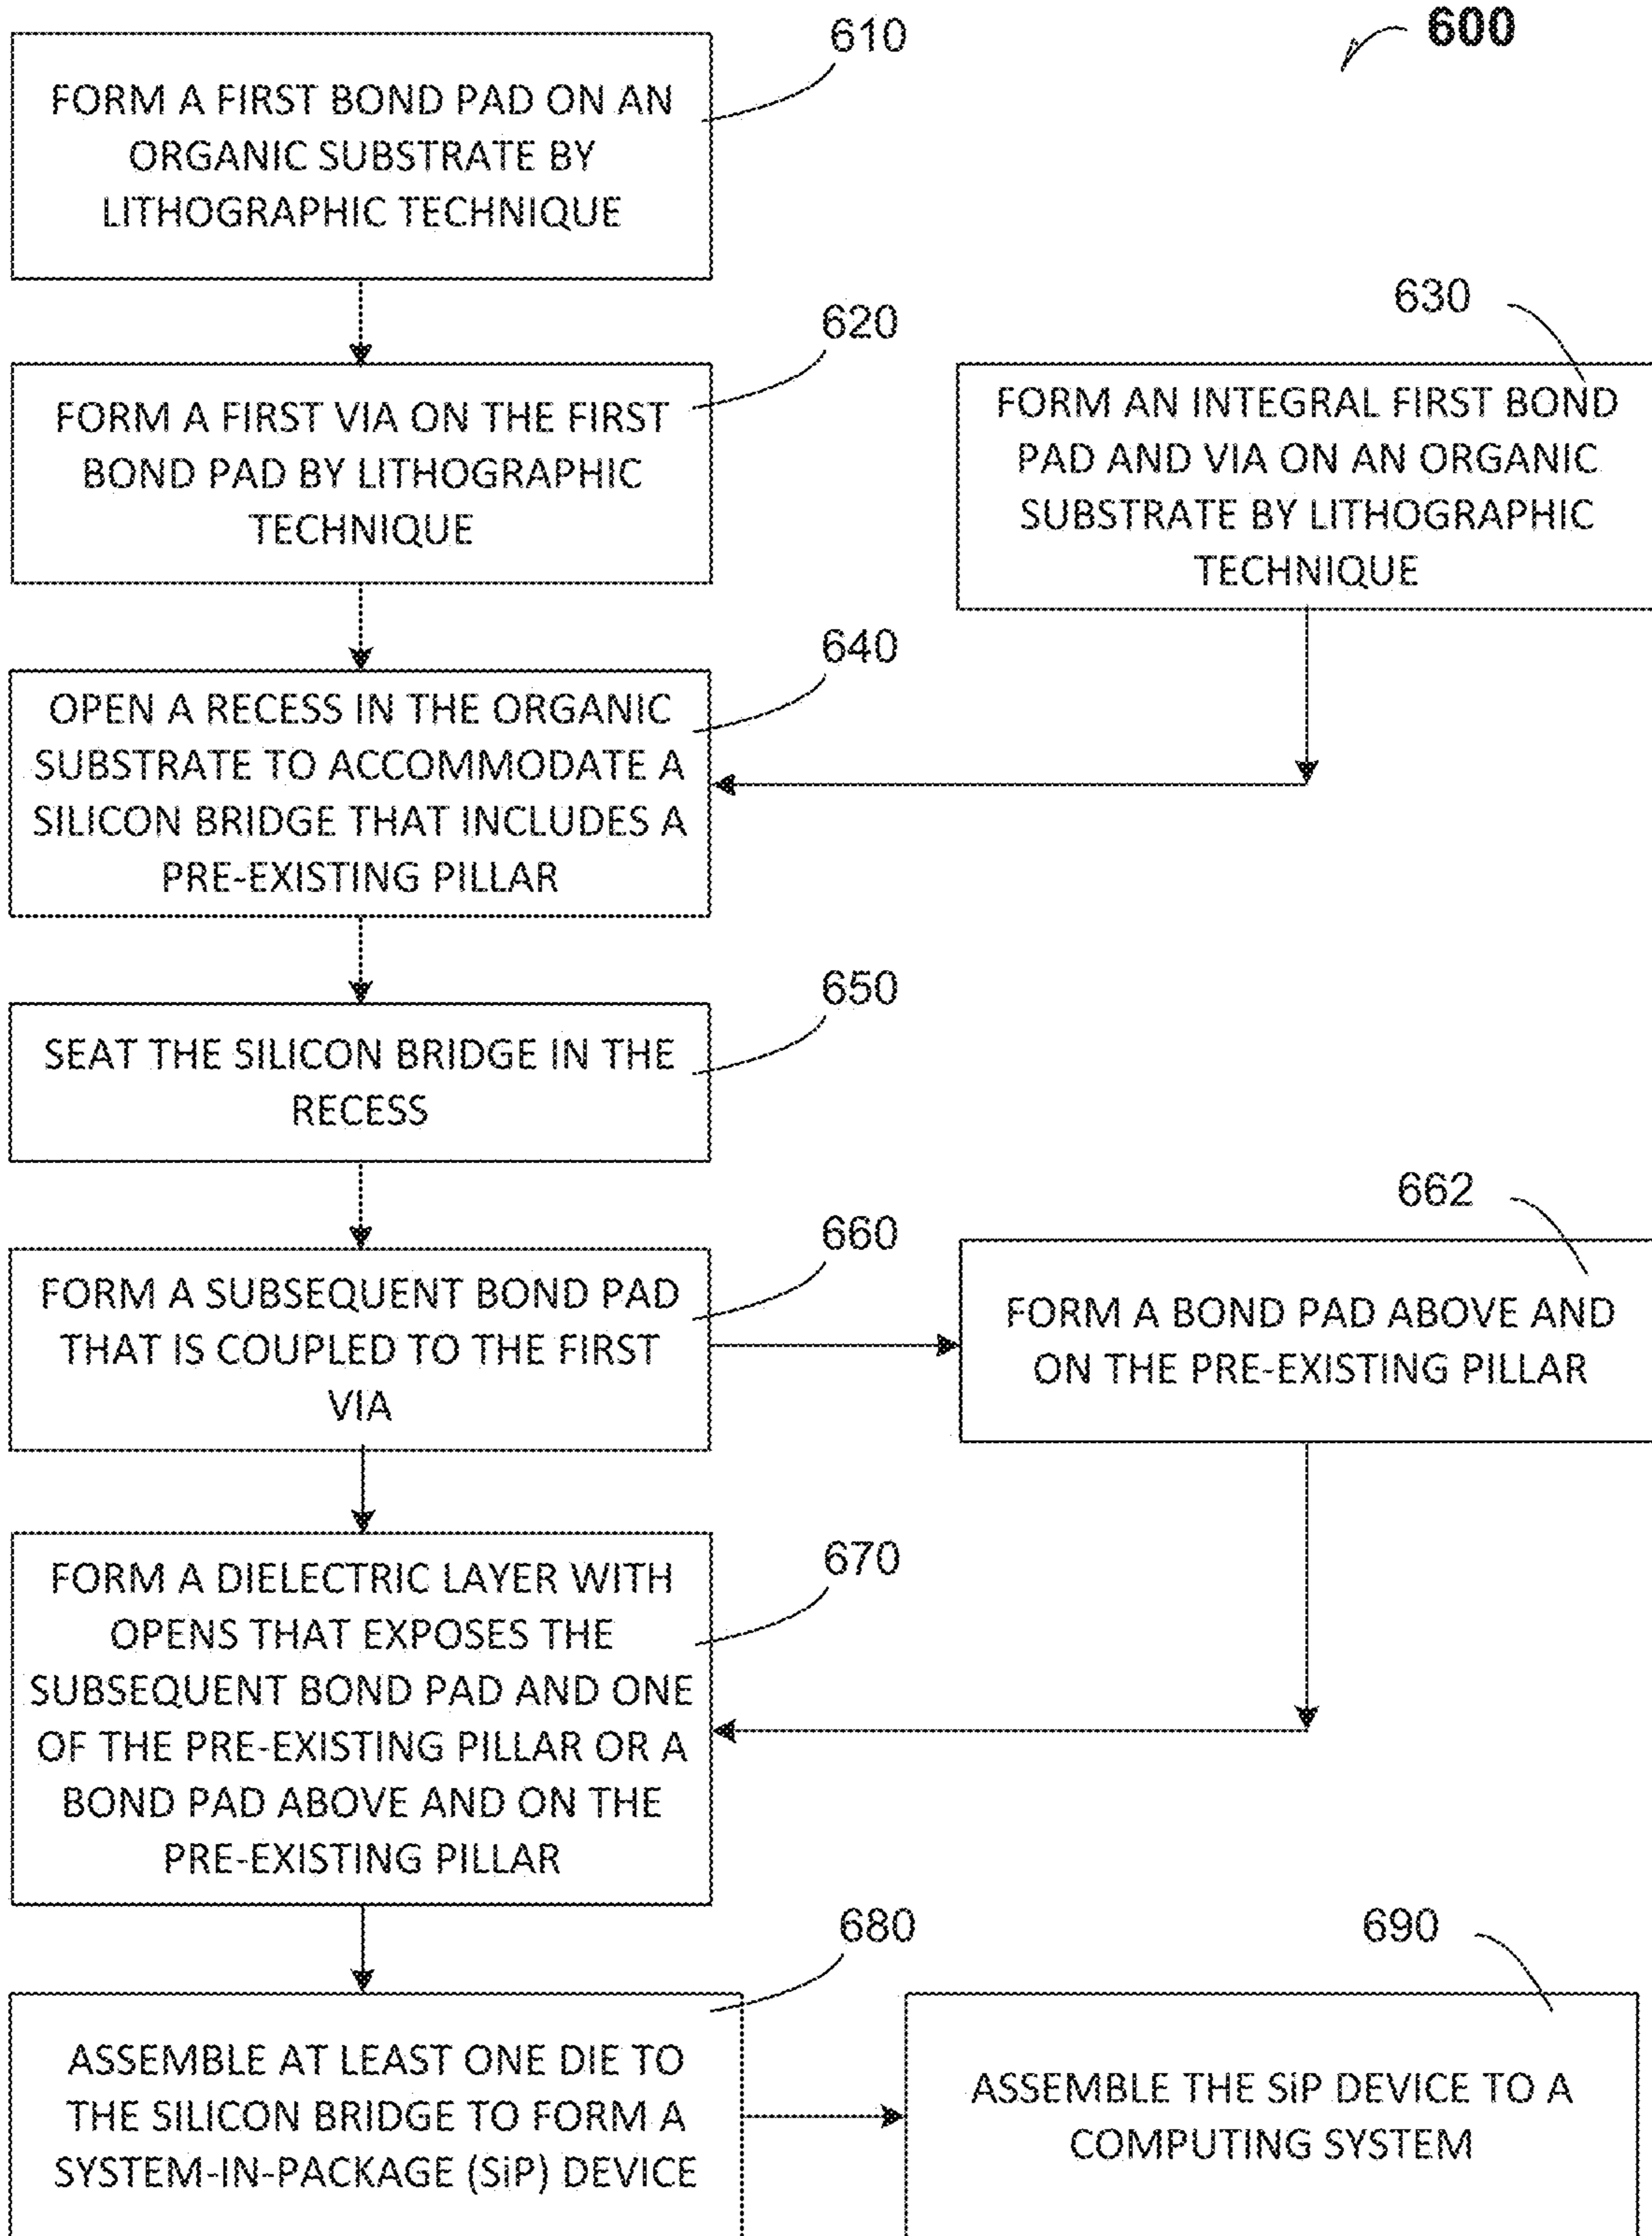 600
610
FORM A FIRST BOND PAD ON AN
ORGANIC SUBSTRATE BY
LITHOGRAPHIC TECHNIQUE
620
FORM A FIRST VIA ON THE FIRST
BOND PAD BY LITHOGRAPHIC
TECHNIQUE
630
FORM AN INTEGRAL FIRST BOND
PAD AND VIA ON AN ORGANIC
SUBSTRATE BY LITHOGRAPHIC
TECHNIQUE
640
OPEN A RECESS IN THE ORGANIC
SUBSTRATE TO ACCOMMODATE A
SILICON BRIDGE THAT INCLUDES A
PRE-EXISTING PILLAR
650
SEAT THE SILICON BRIDGE IN THE
RECESS
660
FORM A SUBSEQUENT BOND PAD
THAT IS COUPLED TO THE FIRST
VIA
662
FORM A BOND PAD ABOVE AND
ON THE PRE-EXISTING PILLAR
670
FORM A DIELECTRIC LAYER WITH
OPENS THAT EXPOSES THE
SUBSEQUENT BOND PAD AND ONE
OF THE PRE-EXISTING PILLAR OR A
BOND PAD ABOVE AND ON THE
PRE-EXISTING PILLAR
680
ASSEMBLE AT LEAST ONE DIE TO
THE SILICON BRIDGE TO FORM A
SYSTEM-IN-PACKAGE (SiP) DEVICE
690
ASSEMBLE THE SiP DEVICE TO A
COMPUTING SYSTEM